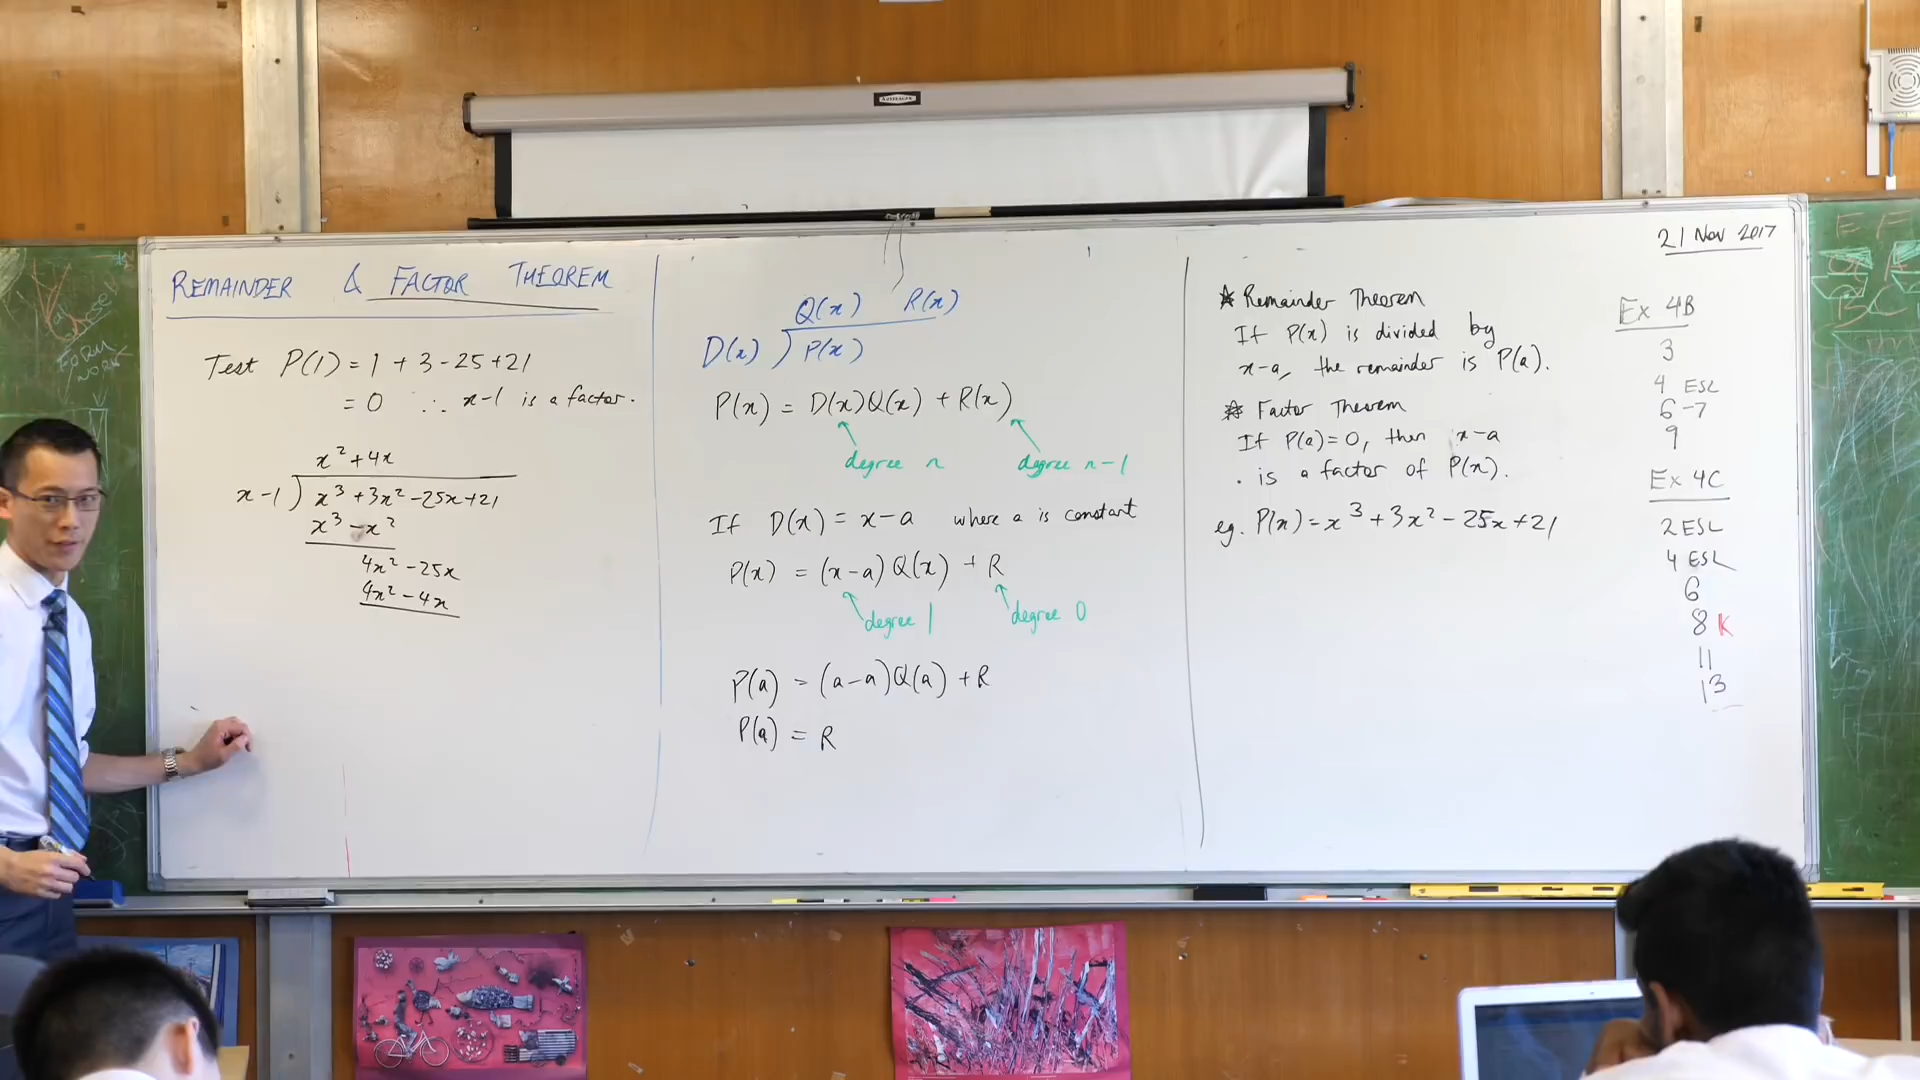 REMAINDER & FACTOR THEOREM
Test P(1) = 1 + 3 - 25 + 21
= 0 ∴ x-1 is a factor.
x² + 4x
x - 1 ) x³ + 3x² - 25x + 21
x³ - x²
4x² - 25x
4x² - 4x
Q(x) R(x)
D(x) ) P(x)
P(x) = D(x)Q(x) + R(x)
degree n degree n-1
If D(x) = x - a where a is constant
P(x) = (x-a) Q(x) + R
degree 1 degree 0
P(a) = (a-a)Q(a) + R
P(a) = R
21 Nov 2017
* Remainder Theorem
If P(x) is divided by
x-a, the remainder is P(a).
* Factor Theorem
If P(a)=0, then x-a
is a factor of P(x).
eg. P(x) = x³ + 3x² - 25x + 21
Ex 4B
3
4 ESL
6-7
9
Ex 4C
2 ESL
4 ESL
6
8 K
11
13
FORM
WORK